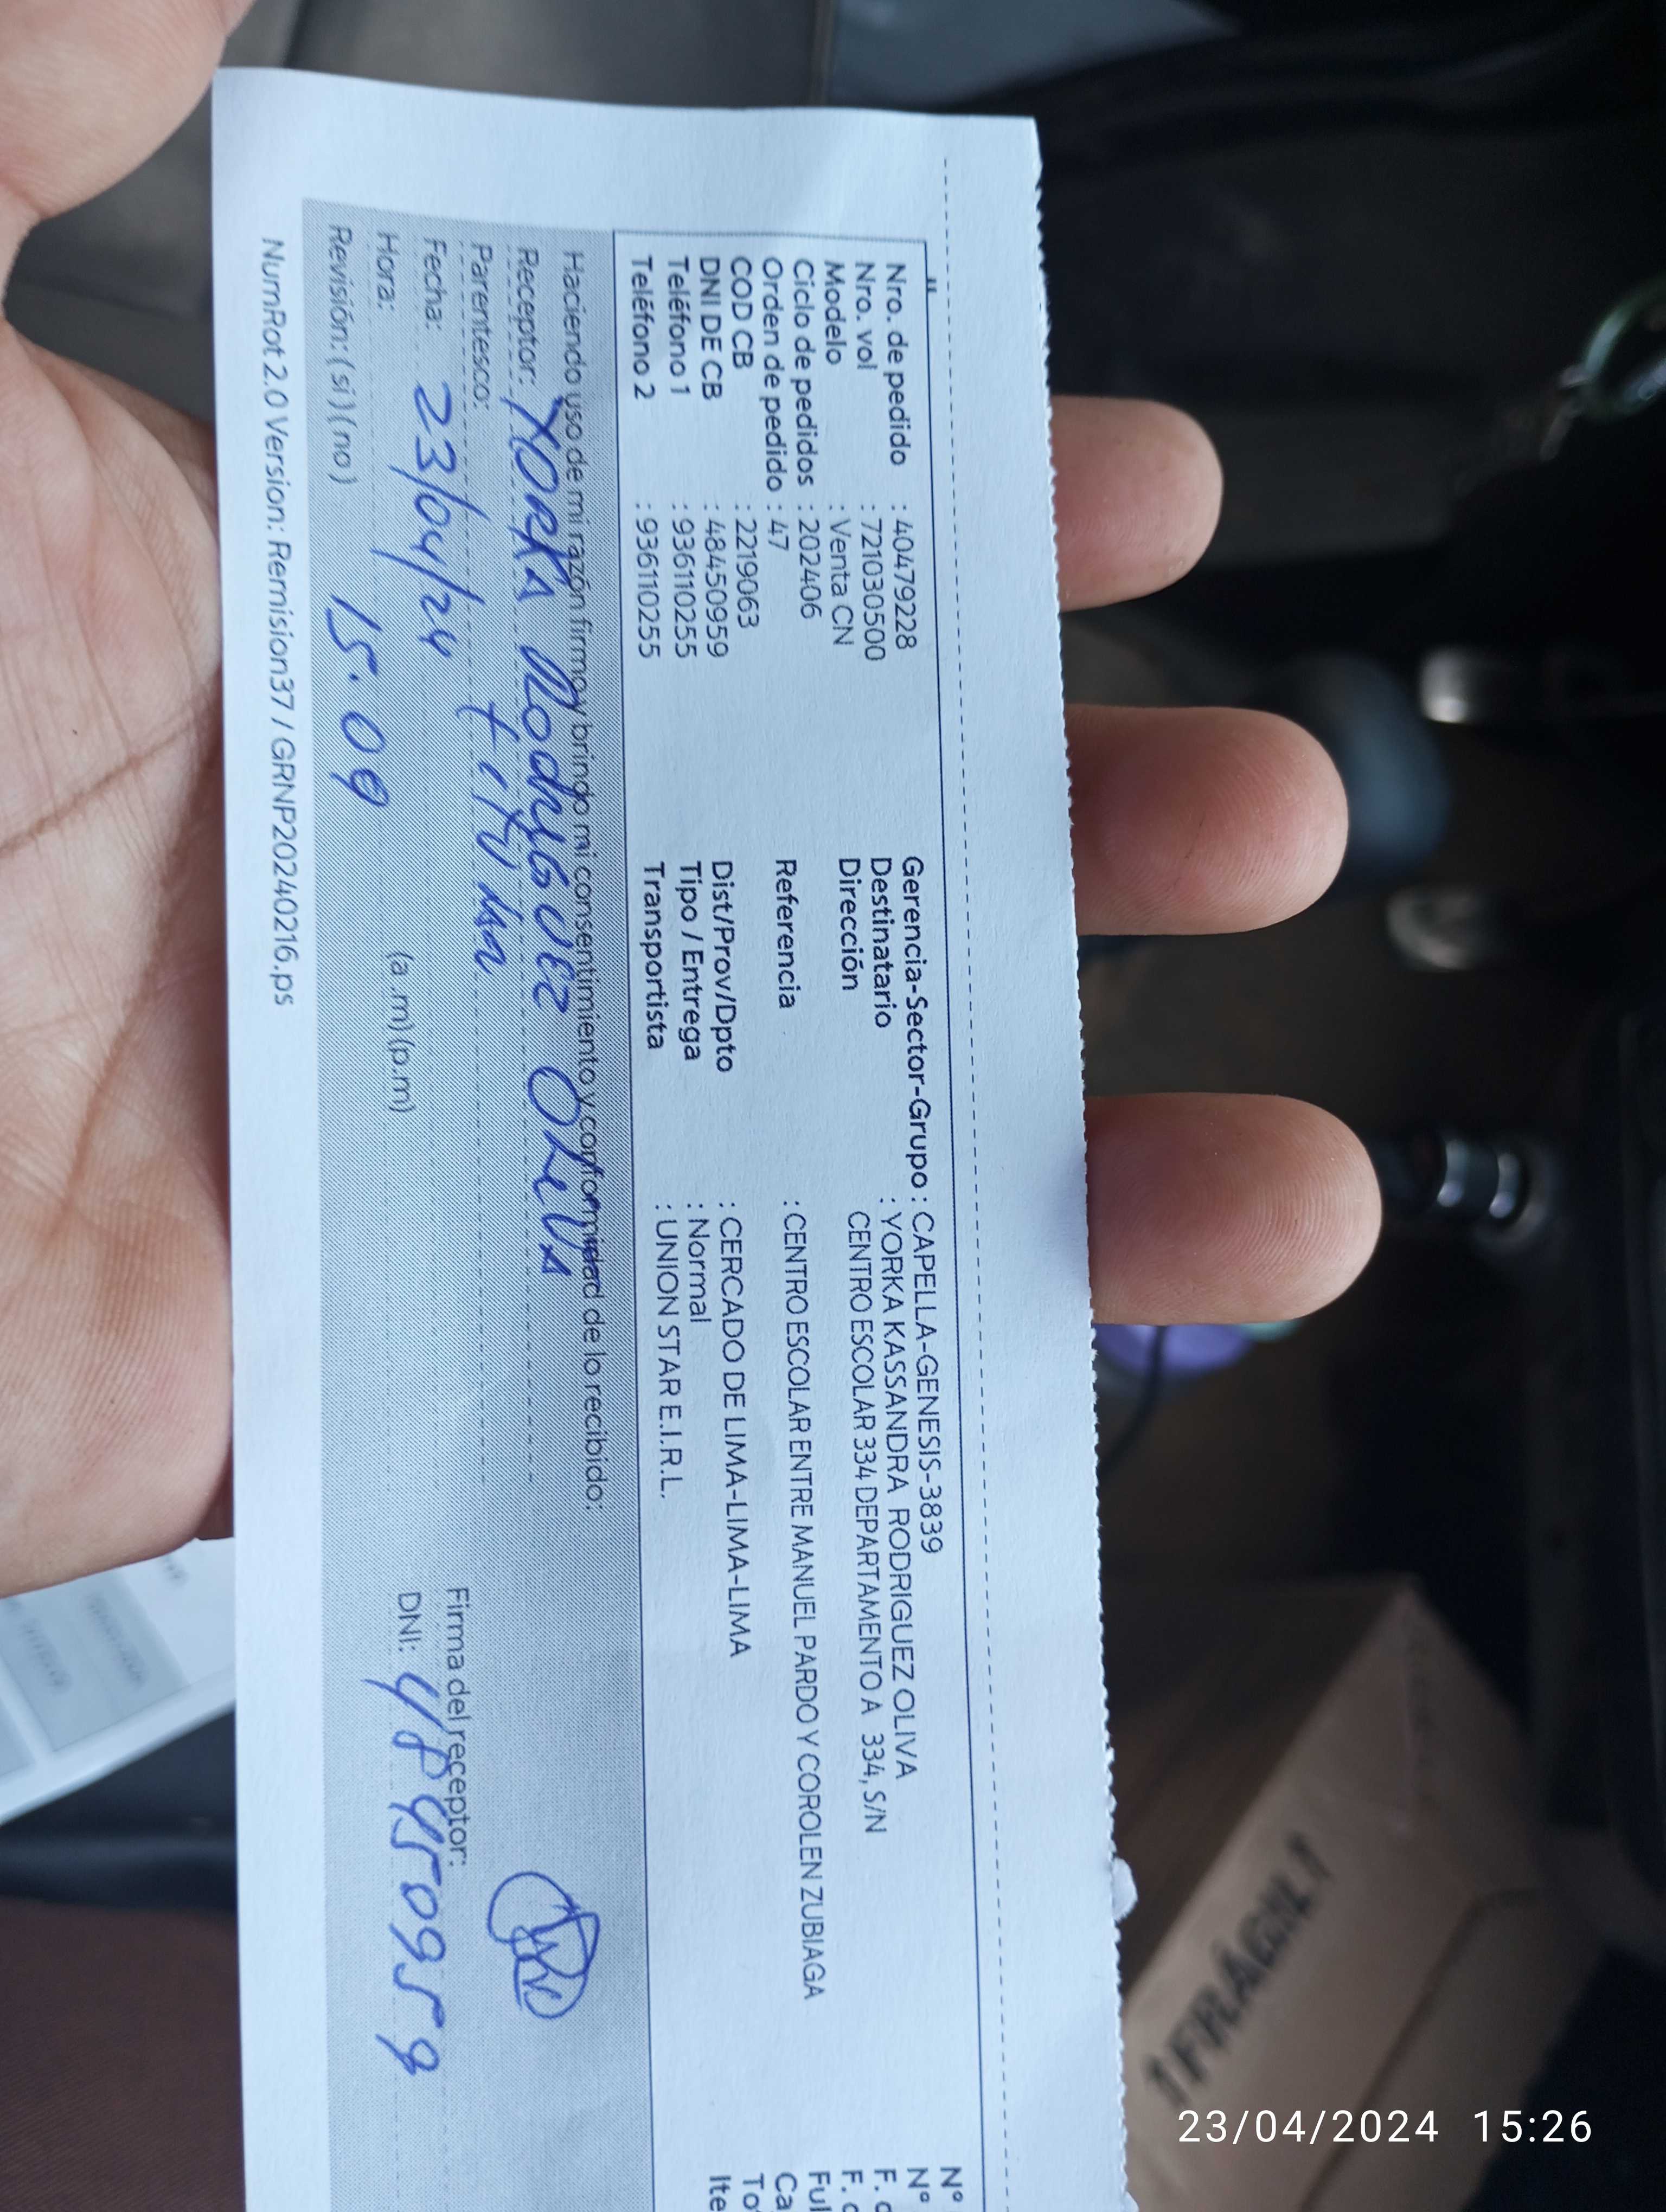 Nro. de pedido : 40479228
Nro. vol : 721030500
Modelo : Venta CN
Ciclo de pedidos : 202406
Orden de pedido : 47
COD CB : 2219063
DNI DE CB : 48450959
Teléfono 1 : 936110255
Teléfono 2 : 936110255
Gerencia-Sector-Grupo : CAPELLA-GENESIS-3839
Destinatario : YORKA KASSANDRA RODRIGUEZ OLIVA
Dirección CENTRO ESCOLAR 334 DEPARTAMENTO A 334, S/N
Referencia : CENTRO ESCOLAR ENTRE MANUEL PARDO Y COROLEN ZUBIAGA
Dist/Prov/Dpto : CERCADO DE LIMA-LIMA-LIMA
Tipo / Entrega : Normal
Transportista : UNION STAR E.I.R.L.
N°
N°
F. 
F. 
Ful
Ca
To
Ite
Haciendo uso de mi razón firmo y brindo mi consentimiento y conformidad de lo recibido:
Receptor: YORKA Rodriguez OLIVA
Parentesco: titular
Fecha: 23/04/24
Hora: 15.09 (a.m) (p.m)
Revisión: (si) (no)
Firma del receptor:
DNI: 48450959
NumRot 2.0 Version: Remision37 / GRNP20240216.ps
¡FRAGIL!
23/04/2024 15:26